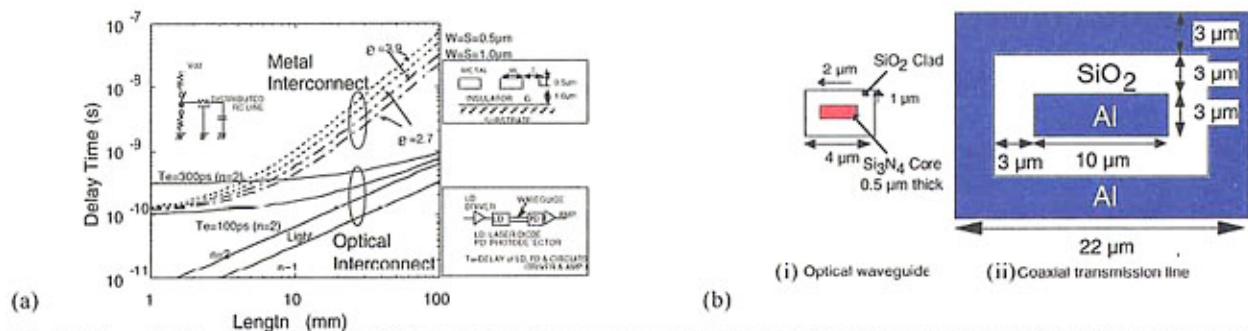 10-7
10-8
10-9
10-10
10-11
Delay Time (s)
Metal
Interconnect
DISTRIBUTED
RC LINE
e=3.9
e=2.7
Te=300ps (n=2)
Te=100ps (n=2)
n=2
Light
n-1
Optical
Interconnect
1
10
100
Length (mm)
W=S=0.5µm
W=S=1.0µm
METAL
INSULATOR
SUBSTRATE
0.5µm
1.0µm
WAVEGUIDE
LD
DRIVER
LD
PD
AMP
LD: LASER DIODE
PD: PHOTODETECTOR
Te=DELAY of LD, PD & CIRCUITS
(DRIVER & AMP)
(a)
SiO2 Clad
2 µm
1 µm
4 µm
Si3N4 Core
0.5 µm thick
(i) Optical waveguide
3 µm
SiO2
3 µm
Al
3 µm
3 µm
10 µm
Al
22 µm
(ii) Coaxial transmission line
(b)